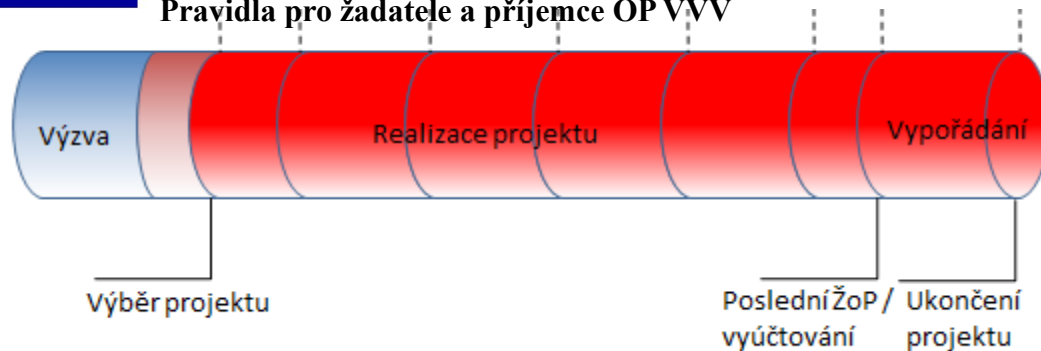 Pravidla pro žadatele a příjemce OP VVV
Výzva
Realizace projektu
Vypořádání
Výběr projektu
Poslední ŽoP /
vyúčtování
Ukončení
projektu